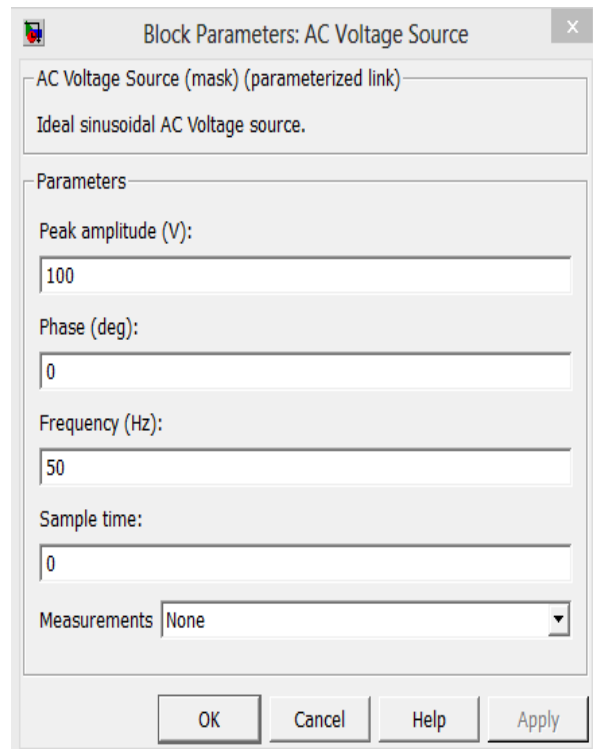 Block Parameters: AC Voltage Source
x
AC Voltage Source (mask) (parameterized link)
Ideal sinusoidal AC Voltage source.
Parameters
Peak amplitude (V):
100
Phase (deg):
0
Frequency (Hz):
50
Sample time:
0
Measurements None
OK Cancel Help Apply